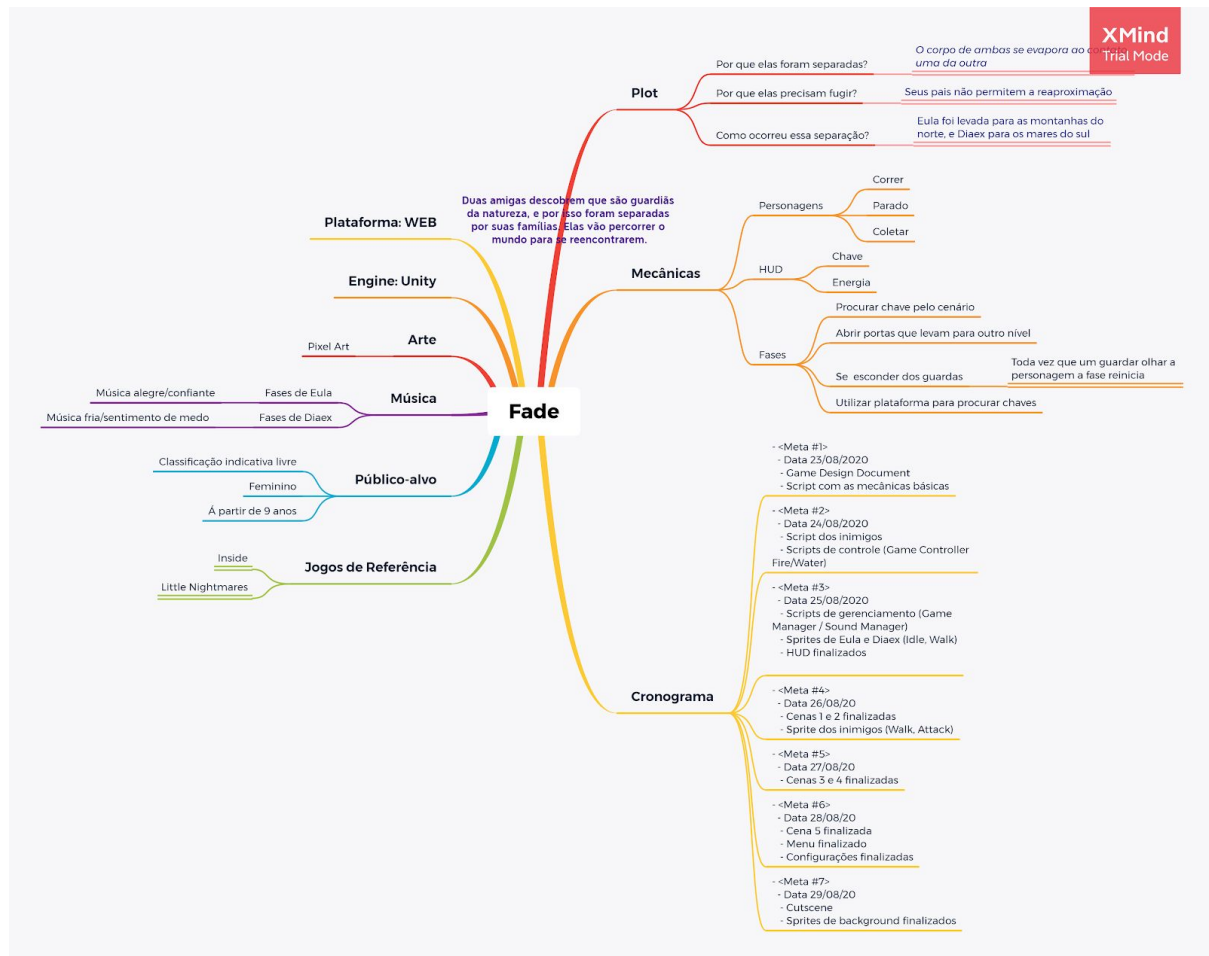 XMind
Trial Mode
Plot
Por que elas foram separadas?
O corpo de ambas se evapora ao contato
uma da outra
Por que elas precisam fugir?
Seus pais não permitem a reaproximação
Como ocorreu essa separação?
Eula foi levada para as montanhas do
norte, e Diaex para os mares do sul
Duas amigas descobrem que são guardiãs
da natureza, e por isso foram separadas
por suas famílias. Elas vão percorrer o
mundo para se reencontrarem.
Mecânicas
Personagens
Correr
Parado
Coletar
HUD
Chave
Energia
Fases
Procurar chave pelo cenário
Abrir portas que levam para outro nível
Se esconder dos guardas
Toda vez que um guardar olhar a
personagem a fase reinicia
Utilizar plataforma para procurar chaves
Plataforma: WEB
Engine: Unity
Arte
Pixel Art
Música
Fases de Eula
Música alegre/confiante
Fases de Diaex
Música fria/sentimento de medo
Fade
Público-alvo
Classificação indicativa livre
Feminino
Á partir de 9 anos
Jogos de Referência
Inside
Little Nightmares
Cronograma
- <Meta #1>
- Data 23/08/2020
- Game Design Document
- Script com as mecânicas básicas
- <Meta #2>
- Data 24/08/2020
- Script dos inimigos
- Scripts de controle (Game Controller
Fire/Water)
- <Meta #3>
- Data 25/08/2020
- Scripts de gerenciamento (Game
Manager / Sound Manager)
- Sprites de Eula e Diaex (Idle, Walk)
- HUD finalizados
- <Meta #4>
- Data 26/08/20
- Cenas 1 e 2 finalizadas
- Sprite dos inimigos (Walk, Attack)
- <Meta #5>
- Data 27/08/20
- Cenas 3 e 4 finalizadas
- <Meta #6>
- Data 28/08/20
- Cena 5 finalizada
- Menu finalizado
- Configurações finalizadas
- <Meta #7>
- Data 29/08/20
- Cutscene
- Sprites de background finalizados